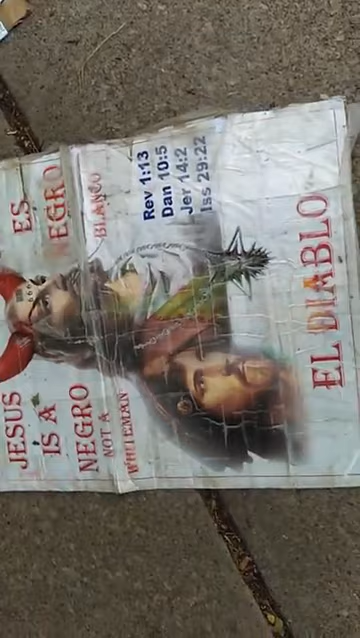 JESUS
IS A
NEGRO
NOT A
WHITEMAN
ES
NEGRO
BLANCO
Rev 1:13
Dan 10:5
Jer 14:2
Iss 29:22
EL DIABLO